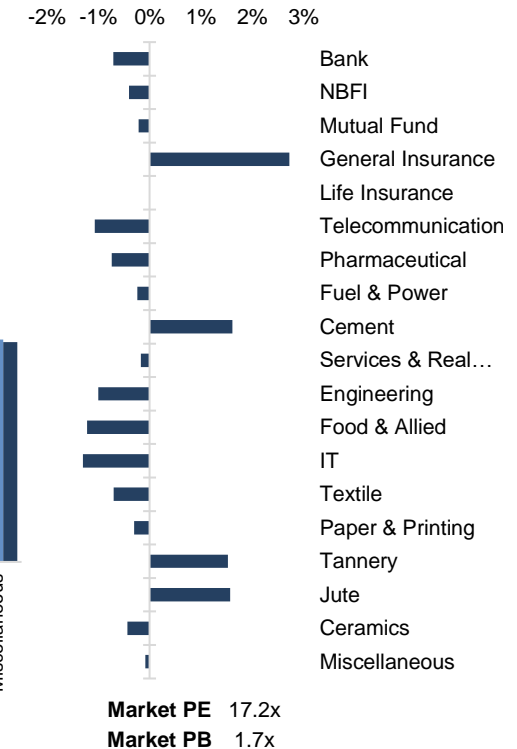 -2% -1% 0% 1% 2% 3%
Bank
NBFI
Mutual Fund
General Insurance
Life Insurance
Telecommunication
Pharmaceutical
Fuel & Power
Cement
Services & Real…
Engineering
Food & Allied
IT
Textile
Paper & Printing
Tannery
Jute
Ceramics
Miscellaneous
Miscellaneous
Market PE 17.2x
Market PB 1.7x